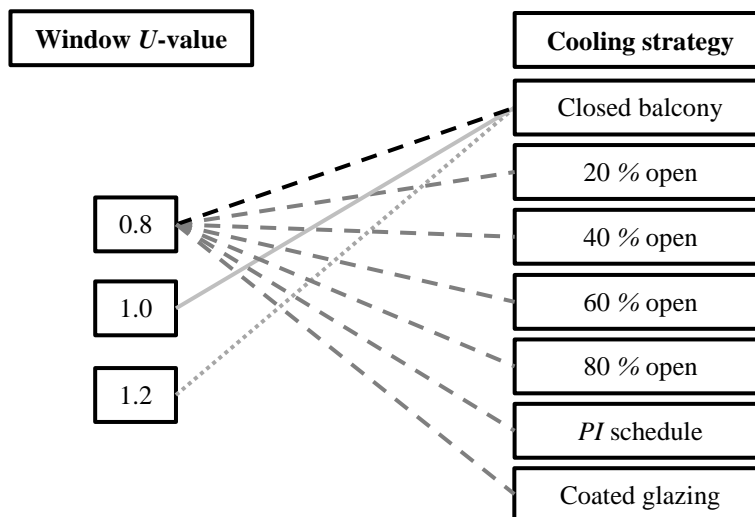 Window U-value
Cooling strategy
Closed balcony
20 % open
0.8
40 % open
1.0
60 % open
1.2
80 % open
PI schedule
Coated glazing